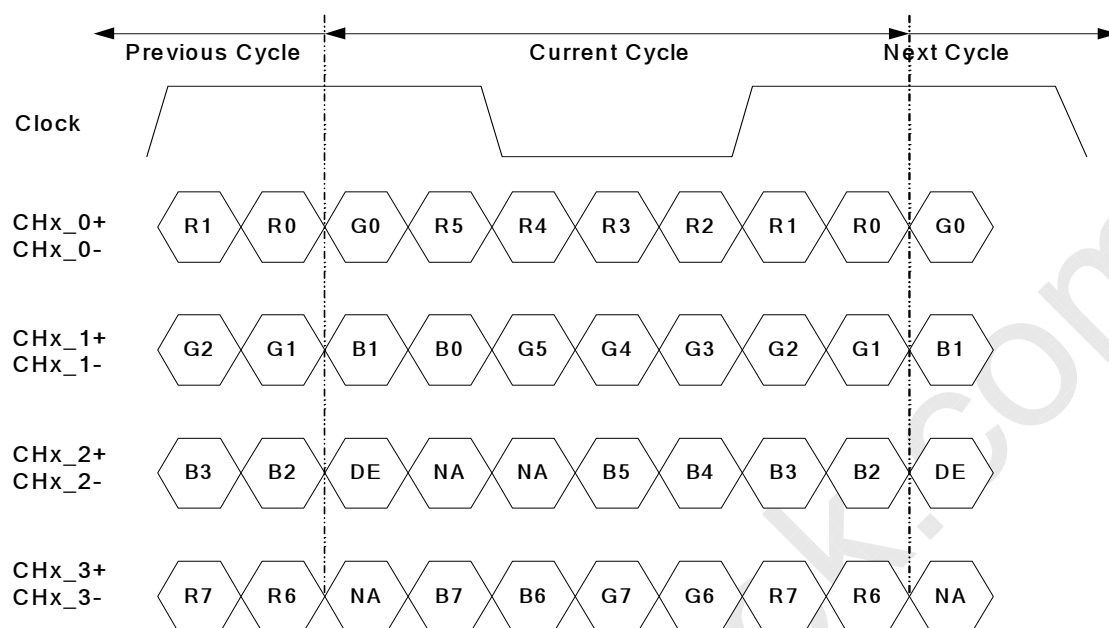 Previous Cycle Current Cycle Next Cycle
Clock
CHx_0+
CHx_0-
R1 R0 G0 R5 R4 R3 R2 R1 R0 G0
CHx_1+
CHx_1-
G2 G1 B1 B0 G5 G4 G3 G2 G1 B1
CHx_2+
CHx_2-
B3 B2 DE NA NA B5 B4 B3 B2 DE
CHx_3+
CHx_3-
R7 R6 NA B7 B6 G7 G6 R7 R6 NA
k.com